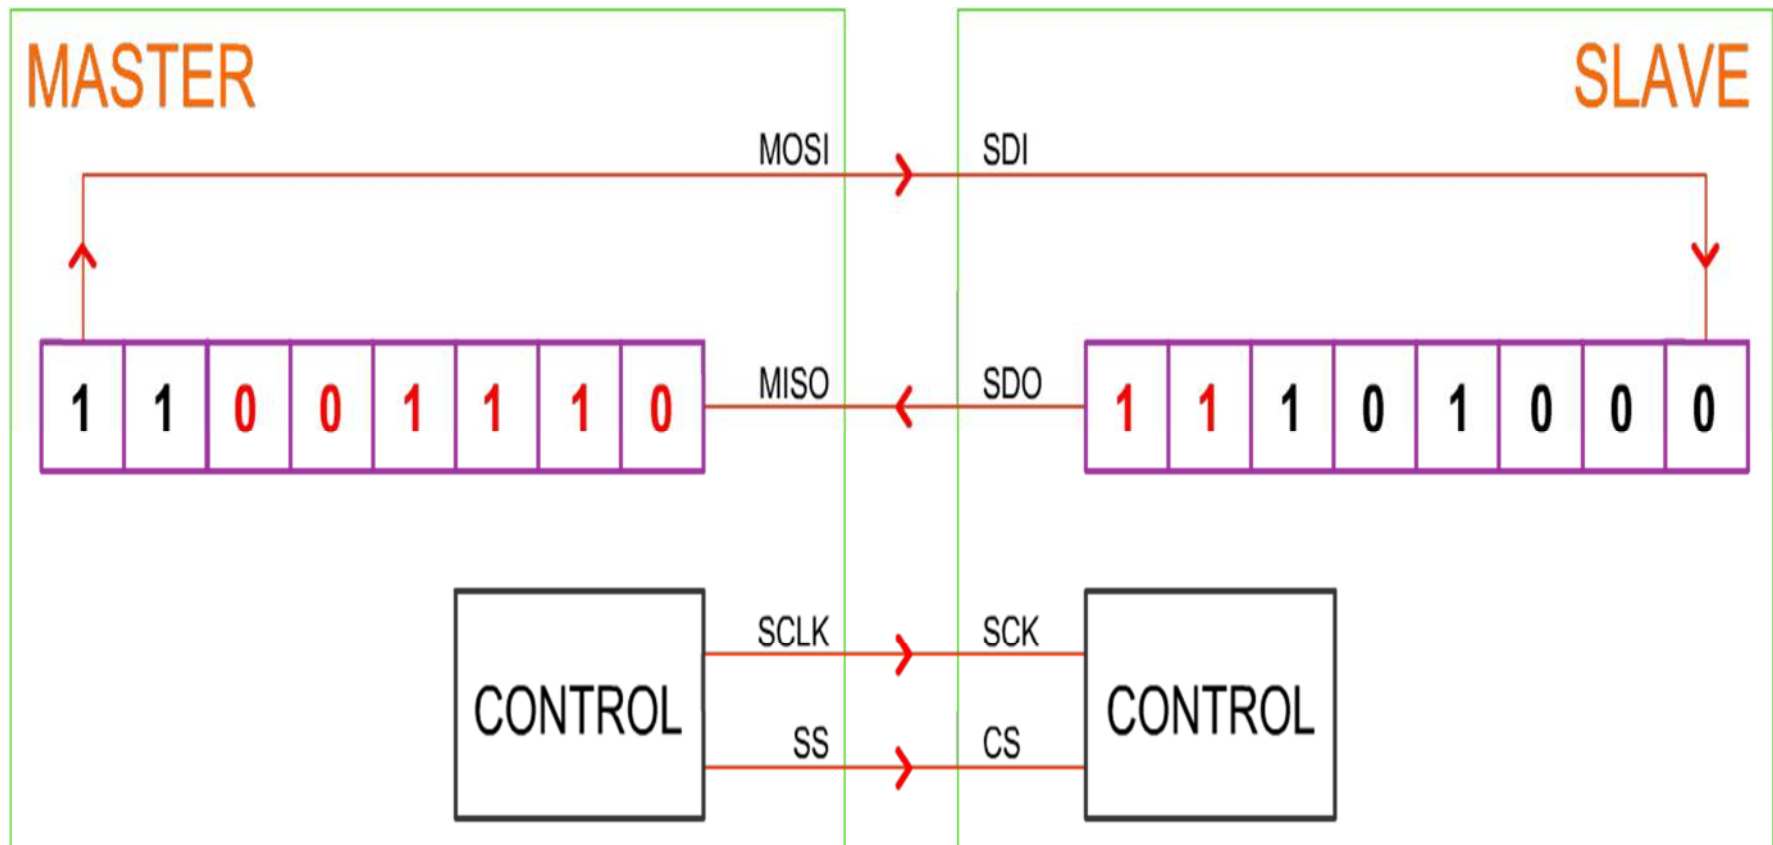 MASTER
SLAVE
MOSI SDI
1 1 0 0 1 1 1 0
MISO SDO
1 1 1 0 1 0 0 0
SCLK SCK
CONTROL
CONTROL
SS CS